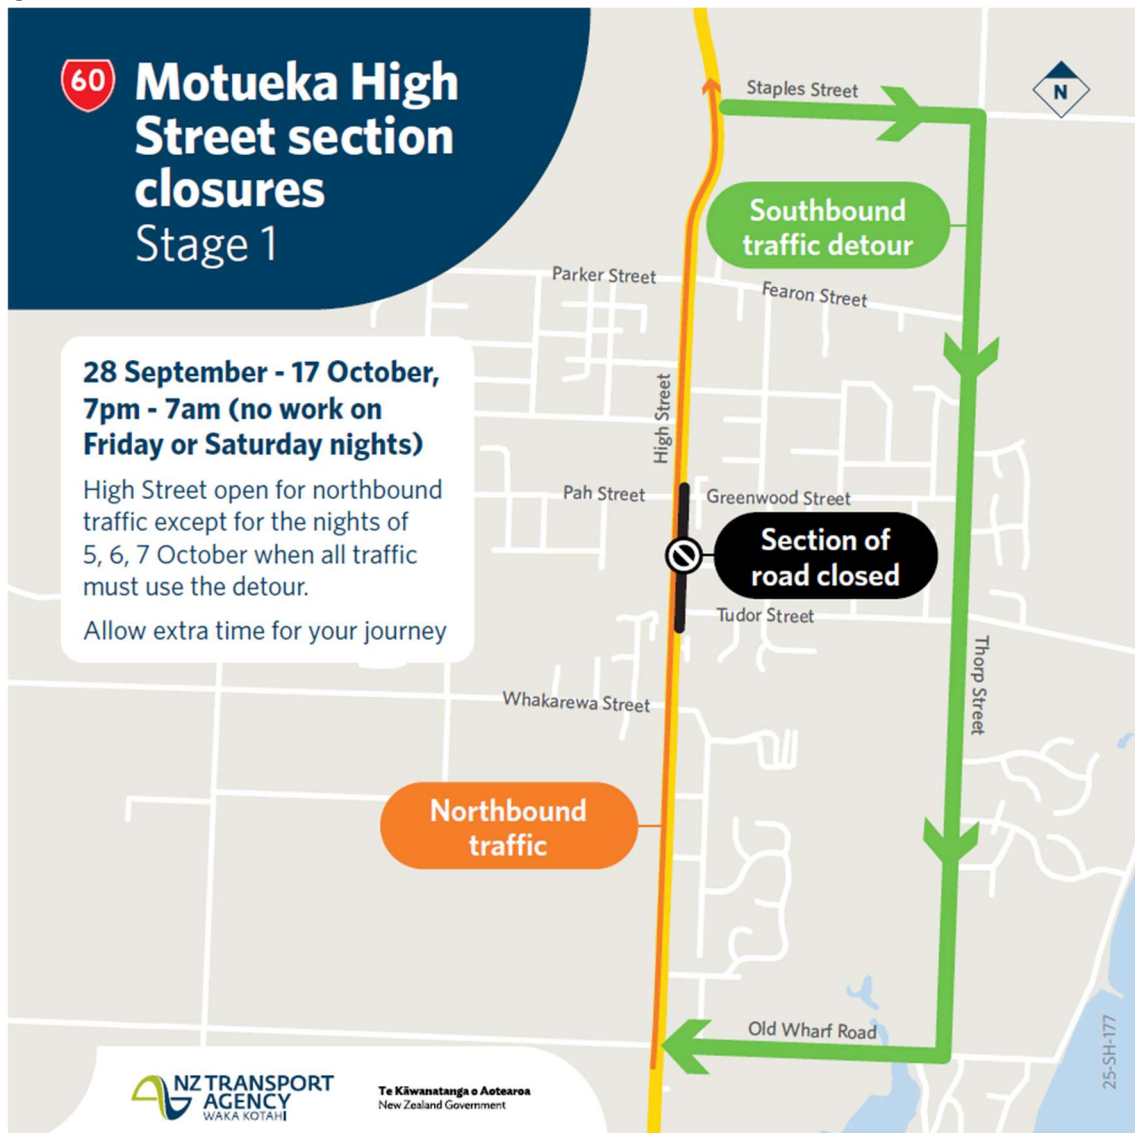 60
Motueka High
Street section
closures
Stage 1
28 September - 17 October,
7pm - 7am (no work on
Friday or Saturday nights)
High Street open for northbound
traffic except for the nights of
5, 6, 7 October when all traffic
must use the detour.
Allow extra time for your journey
N
Staples Street
Southbound
traffic detour
Parker Street
Fearon Street
High Street
Pah Street
Greenwood Street
Section of
road closed
Tudor Street
Thorp Street
Whakarewa Street
Northbound
traffic
Old Wharf Road
25-SH-177
NZ TRANSPORT
AGENCY
WAKA KOTAHI
Te Kāwanatanga o Aotearoa
New Zealand Government